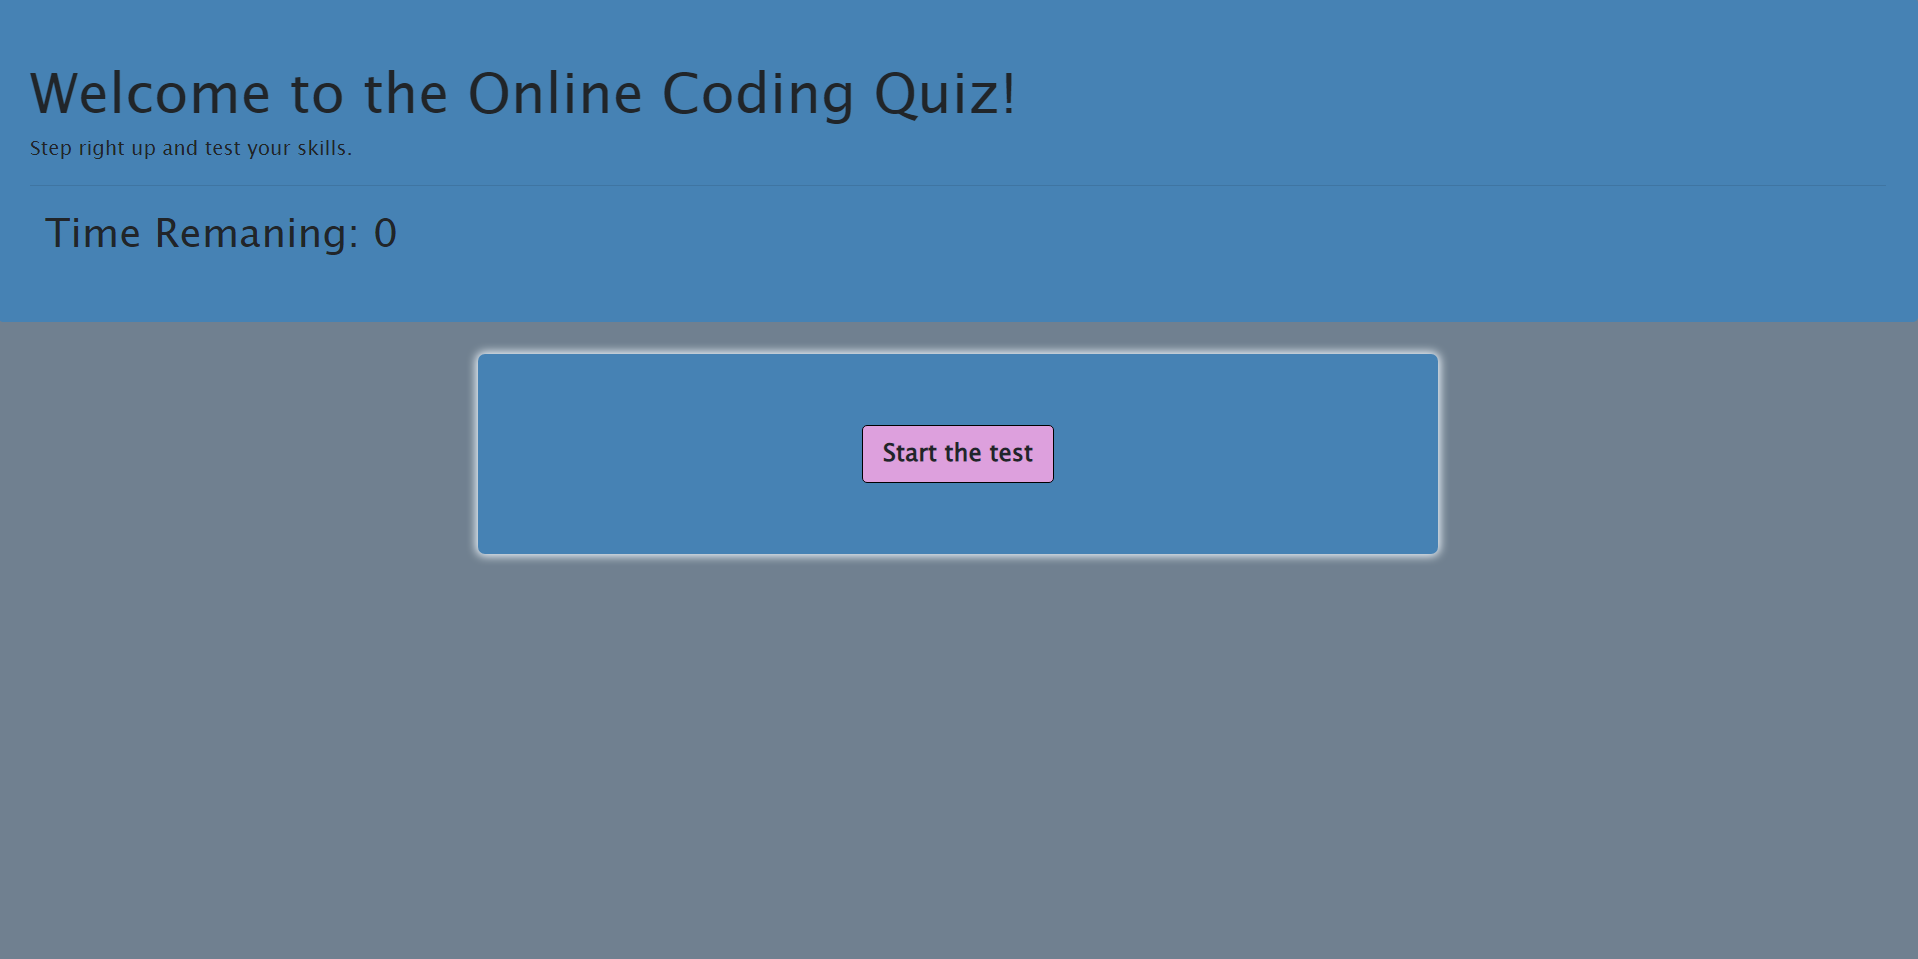 Welcome to the Online Coding Quiz!
Step right up and test your skills.
Time Remaning: 0
Start the test